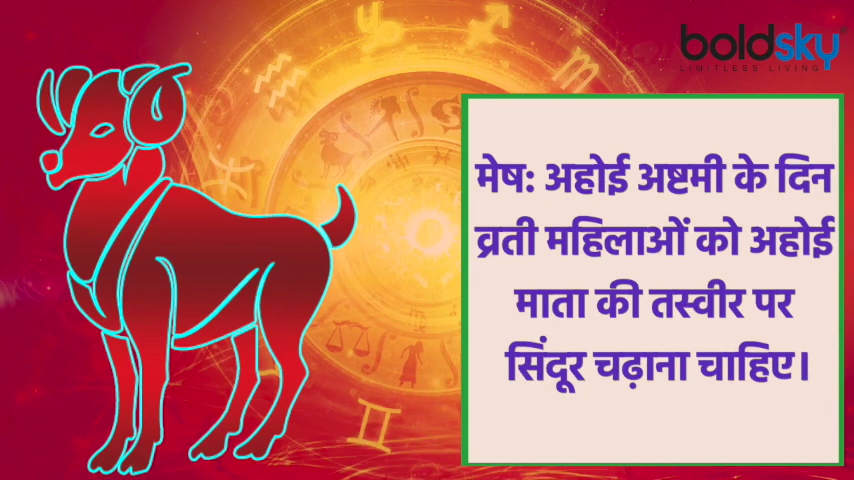 boldsky
LIMITLESS LIVING
मेष: अहोई अष्टमी के दिन
व्रती महिलाओं को अहोई
माता की तस्वीर पर
सिंदूर चढ़ाना चाहिए।